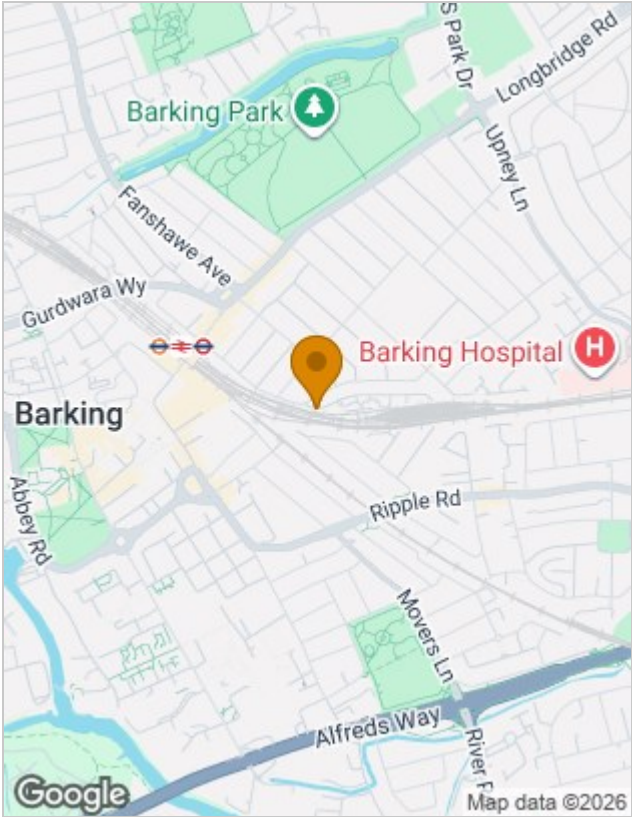 S Park Dr
Longbridge Rd
Barking Park
Upney Ln
Fanshawe Ave
Gurdwara Wy
Barking Hospital
H
Barking
Abbey Rd
Ripple Rd
Movers Ln
Alfreds Way
River R
Google
Map data ©2026